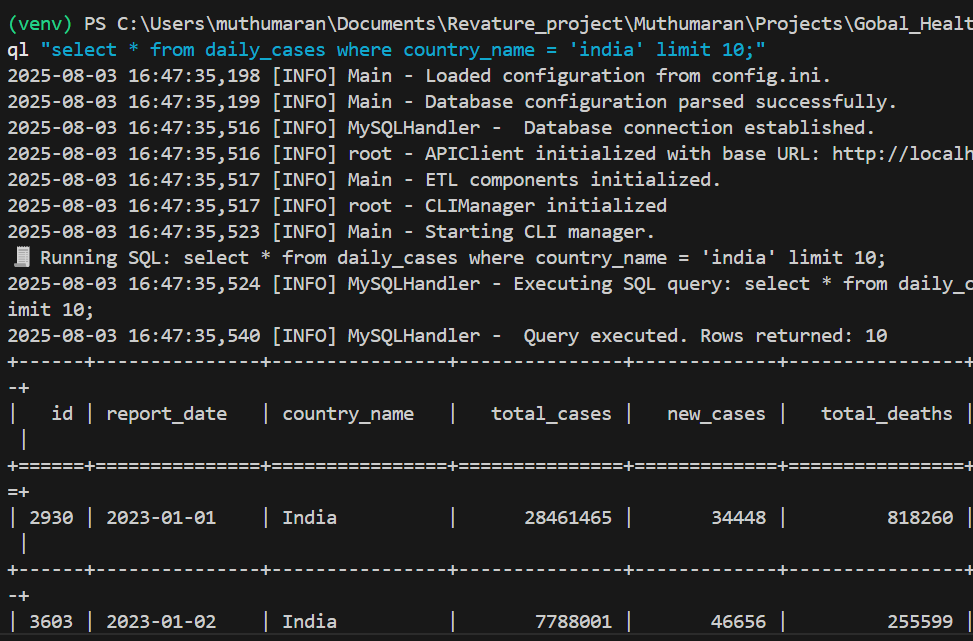 (venv) PS C:\Users\muthumaran\Documents\Revature_project\Muthumaran\Projects\Gobal_Healt
ql "select * from daily_cases where country_name = 'india' limit 10;"
2025-08-03 16:47:35,198 [INFO] Main - Loaded configuration from config.ini.
2025-08-03 16:47:35,199 [INFO] Main - Database configuration parsed successfully.
2025-08-03 16:47:35,516 [INFO] MySQLHandler -  Database connection established.
2025-08-03 16:47:35,516 [INFO] root - APIClient initialized with base URL: http://localh
2025-08-03 16:47:35,517 [INFO] Main - ETL components initialized.
2025-08-03 16:47:35,517 [INFO] root - CLIManager initialized
2025-08-03 16:47:35,523 [INFO] Main - Starting CLI manager.
Running SQL: select * from daily_cases where country_name = 'india' limit 10;
2025-08-03 16:47:35,524 [INFO] MySQLHandler - Executing SQL query: select * from daily_c
imit 10;
2025-08-03 16:47:35,540 [INFO] MySQLHandler -  Query executed. Rows returned: 10
+------+---------------+----------------+---------------+-------------+----------------+
-+
|   id | report_date   | country_name   |   total_cases |   new_cases |   total_deaths |
 |
+======+===============+================+===============+=============+================+
=+
| 2930 | 2023-01-01    | India          |      28461465 |       34448 |         818260 |
 |
+------+---------------+----------------+---------------+-------------+----------------+
-+
| 3603 | 2023-01-02    | India          |       7788001 |       46656 |         255599 |